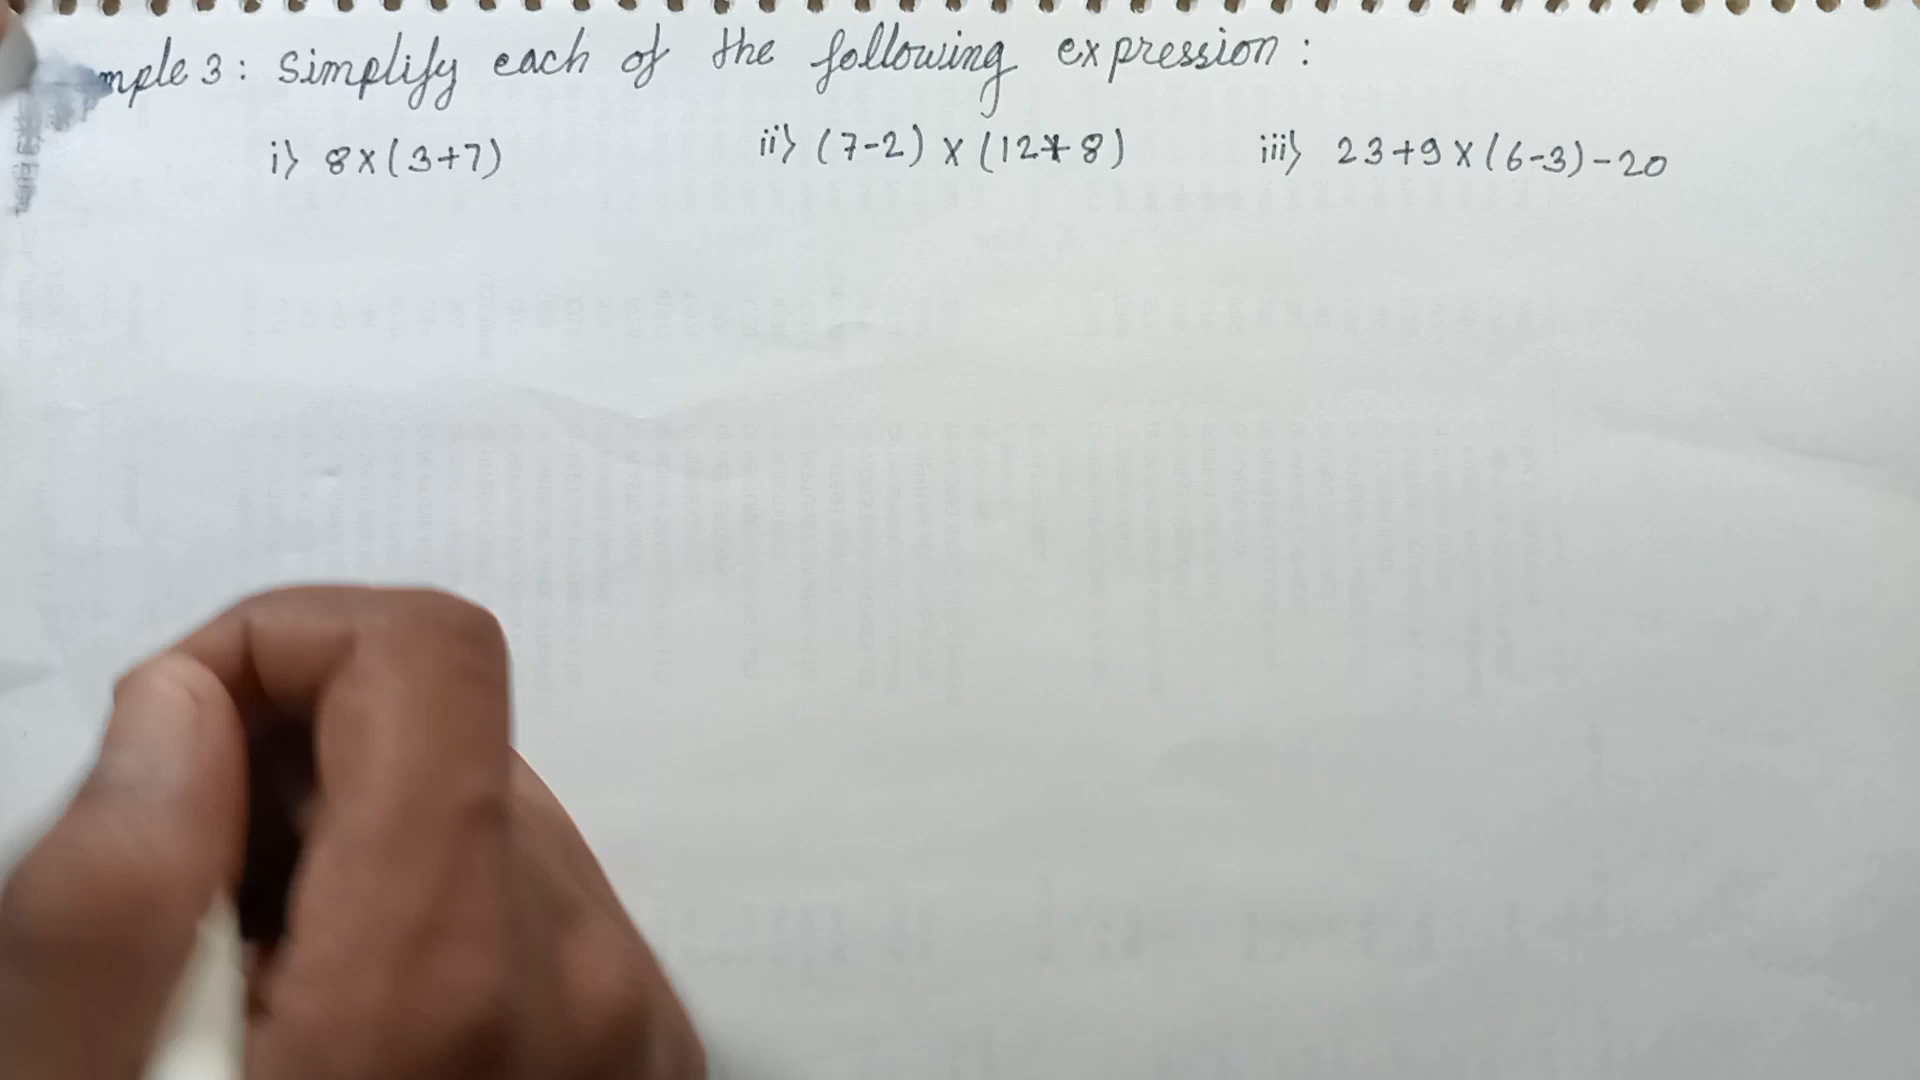 mple 3 : Simplify each of the following expression :
i) 8×(3+7) ii) (7-2) × (12+8) iii) 23+9×(6-3)-20